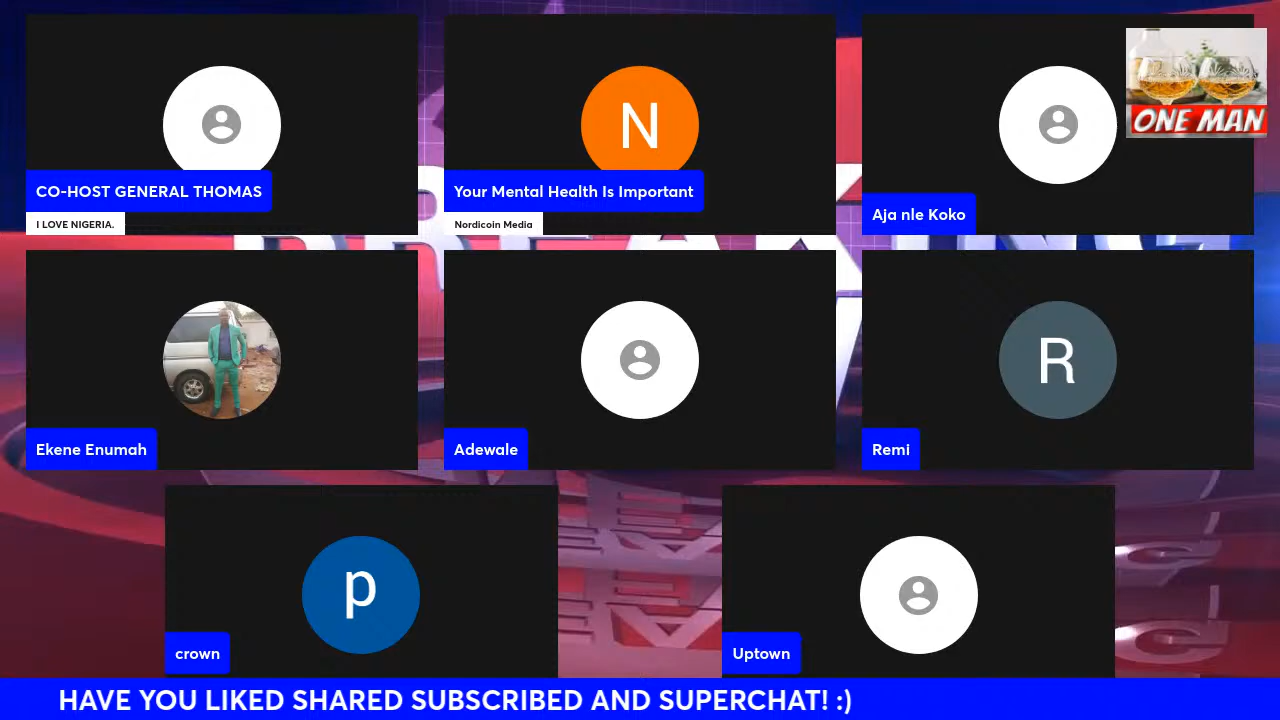 ONE MAN
CO-HOST GENERAL THOMAS
I LOVE NIGERIA.
N
Your Mental Health Is Important
Nordicoin Media
Aja nle Koko
BREAKING
Ekene Enumah
Adewale
R
Remi
p
crown
Uptown
HAVE YOU LIKED SHARED SUBSCRIBED AND SUPERCHAT! :)